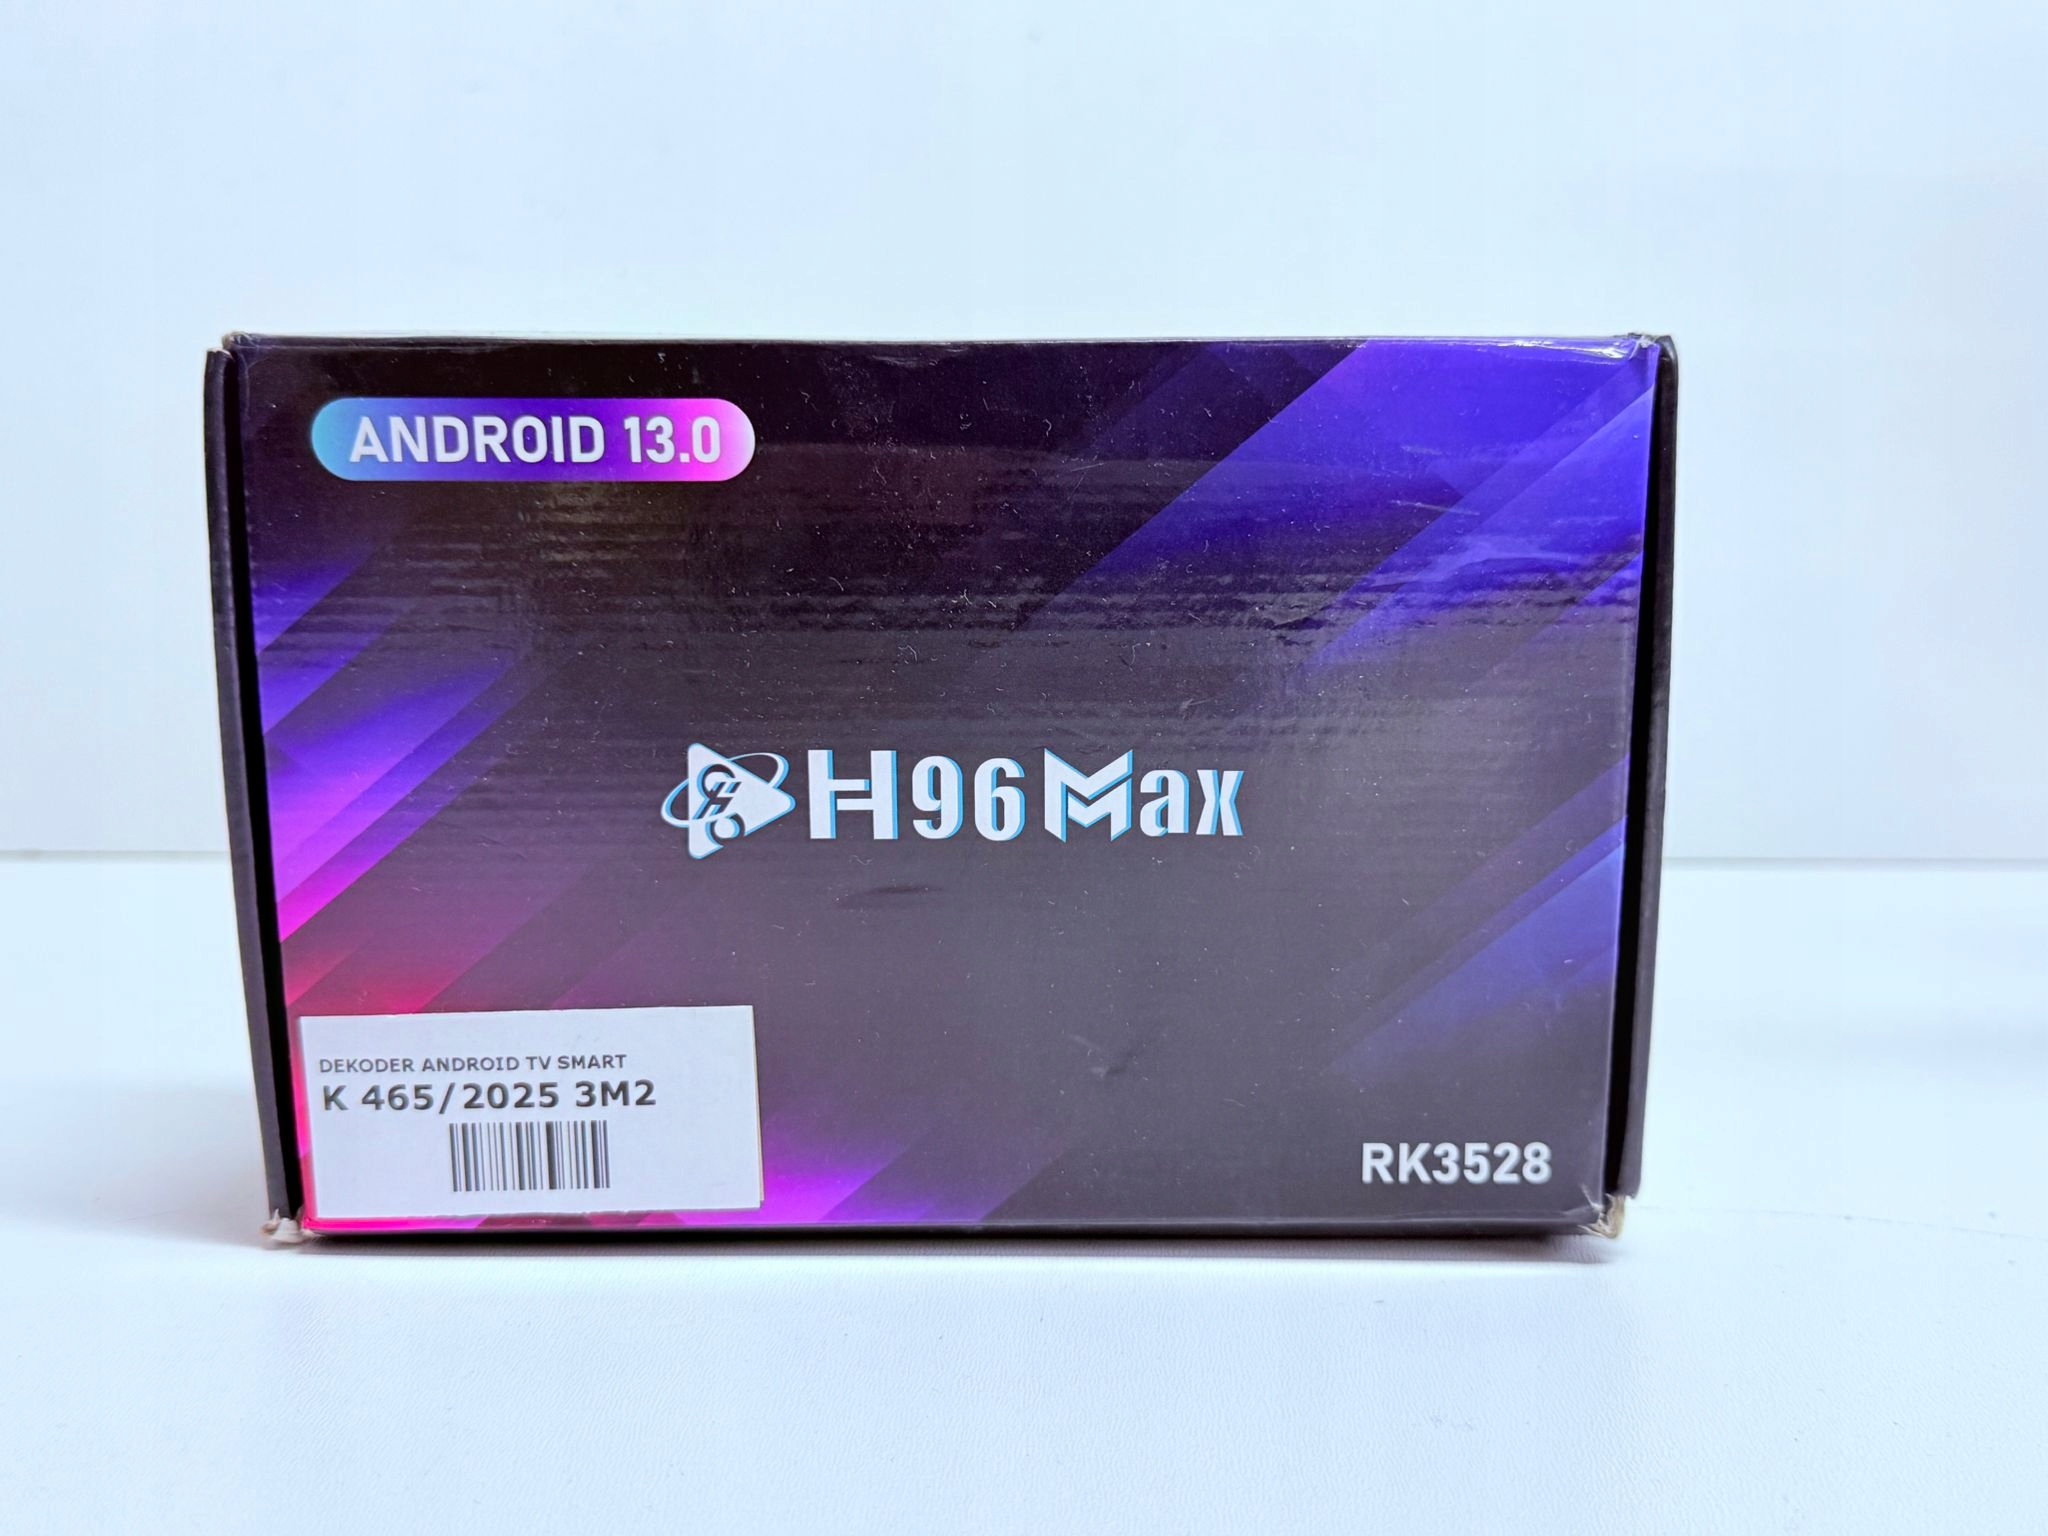 ANDROID 13.0
H96 Max
DEKODER ANDROID TV SMART
K 465/2025 3M2
RK3528